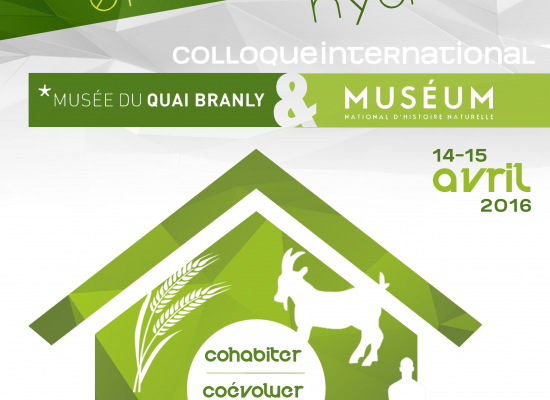 COLLOQUE INTERNATIONAL
*MUSÉE DU QUAI BRANLY & MUSÉUM
NATIONAL D'HISTOIRE NATURELLE
14-15
avril
2016
cohabiter
coévoluer